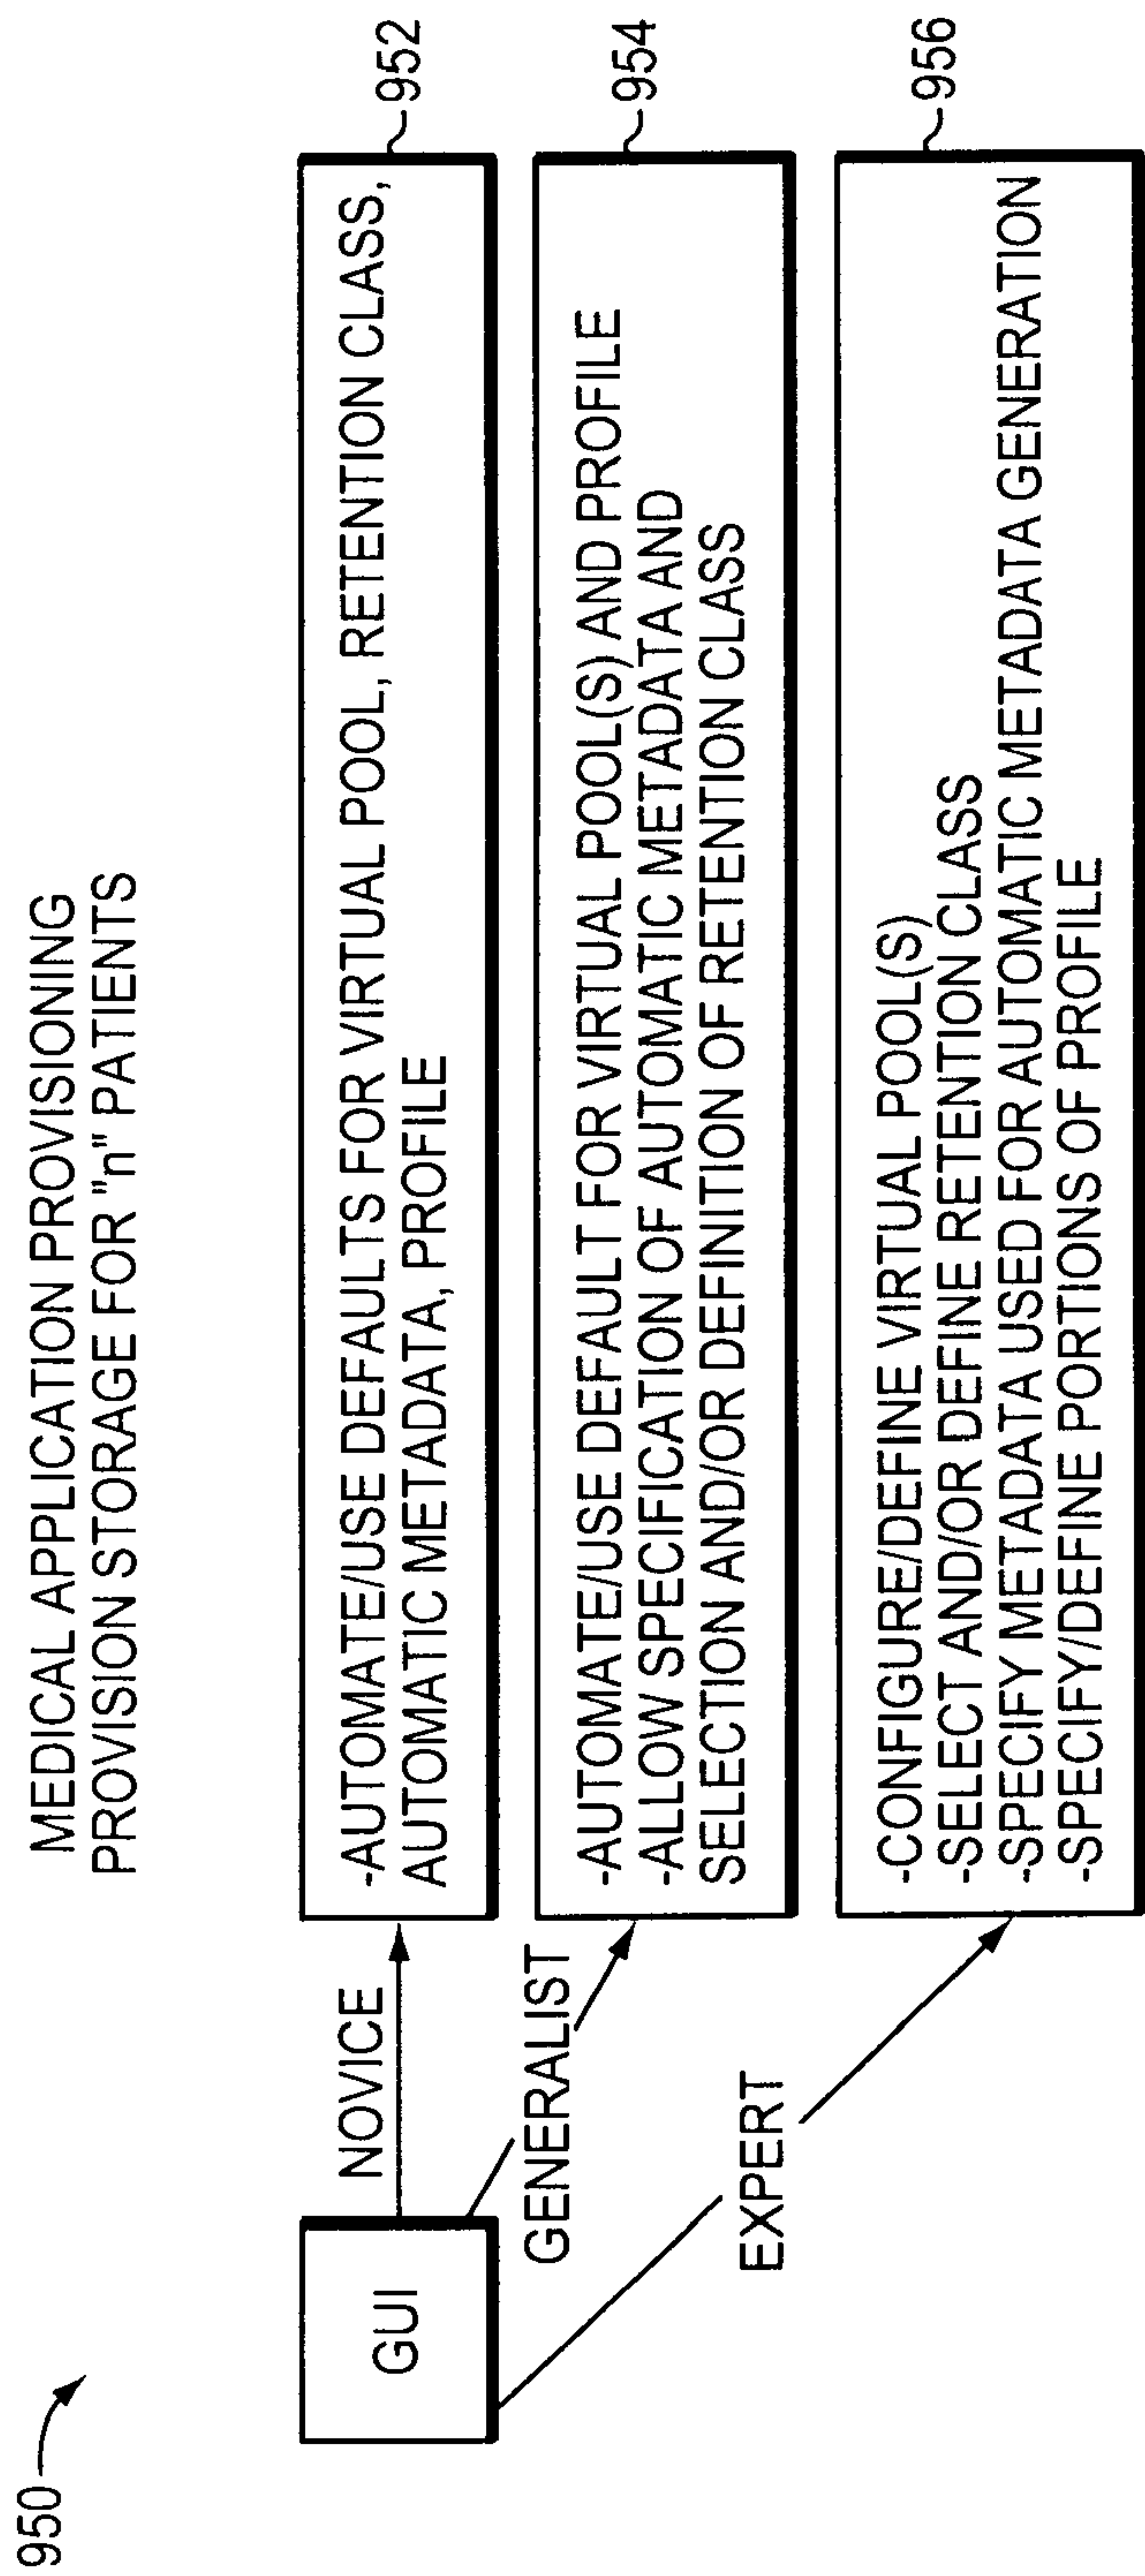 950
MEDICAL APPLICATION PROVISIONING
PROVISION STORAGE FOR "n" PATIENTS
GUI
NOVICE
-AUTOMATE/USE DEFAULTS FOR VIRTUAL POOL, RETENTION CLASS,
AUTOMATIC METADATA, PROFILE
952
GENERALIST
-AUTOMATE/USE DEFAULT FOR VIRTUAL POOL(S) AND PROFILE
-ALLOW SPECIFICATION OF AUTOMATIC METADATA AND
SELECTION AND/OR DEFINITION OF RETENTION CLASS
954
EXPERT
-CONFIGURE/DEFINE VIRTUAL POOL(S)
-SELECT AND/OR DEFINE RETENTION CLASS
-SPECIFY METADATA USED FOR AUTOMATIC METADATA GENERATION
-SPECIFY/DEFINE PORTIONS OF PROFILE
956